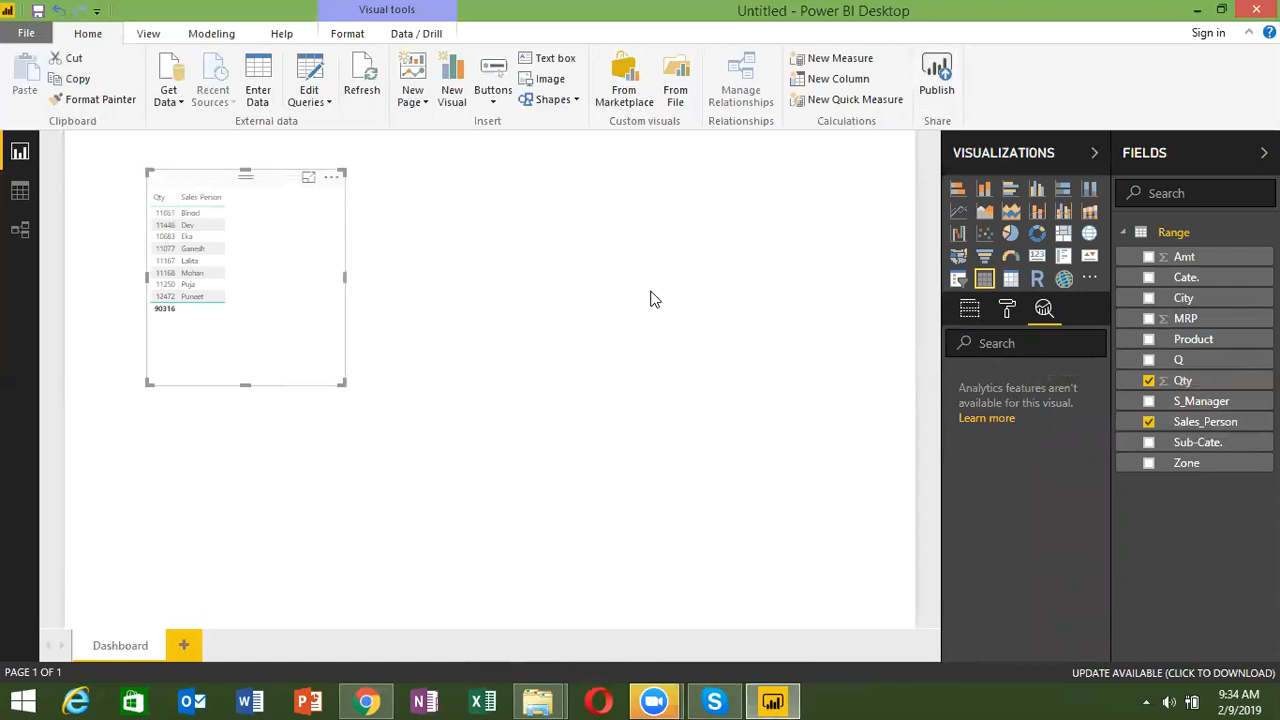 Visual tools
Untitled - Power BI Desktop
File Home View Modeling Help Format Data / Drill Sign in
Paste
Cut
Copy
Format Painter
Clipboard
Get Data
Recent Sources
Enter Data
Edit Queries
Refresh
External data
New Page
New Visual
Buttons
Text box
Image
Shapes
Insert
From Marketplace
From File
Custom visuals
Manage Relationships
Relationships
New Measure
New Column
New Quick Measure
Calculations
Publish
Share
Qty Sales Person
Binod
11446 Dev
10683 Eka
11077 Ganesh
11167 Lalita
11168 Mohan
11250 Puja
12472 Puneet
90316
VISUALIZATIONS
Search
Analytics features aren't
available for this visual.
Learn more
FIELDS
Search
Range
Amt
Cate.
City
MRP
Product
Q
Qty
S_Manager
Sales_Person
Sub-Cate.
Zone
Dashboard
PAGE 1 OF 1
UPDATE AVAILABLE (CLICK TO DOWNLOAD)
9:34 AM
2/9/2019